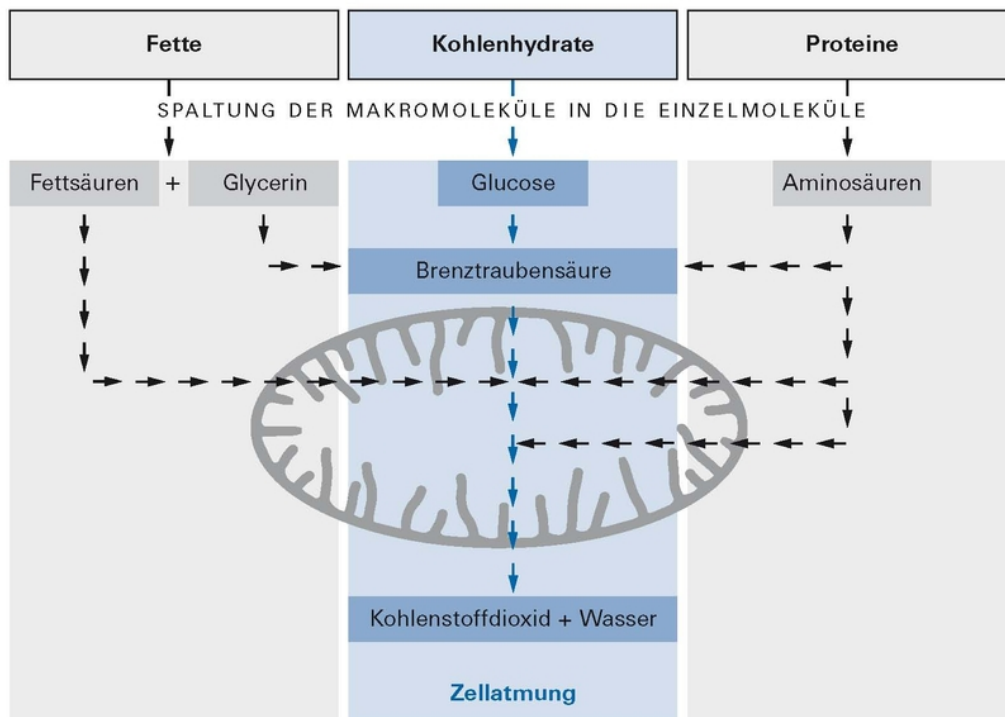 Fette
Kohlenhydrate
Proteine
SPALTUNG DER MAKROMOLEKÜLE IN DIE EINZELMOLEKÜLE
Fettsäuren + Glycerin
Glucose
Aminosäuren
Brenztraubensäure
Kohlenstoffdioxid + Wasser
Zellatmung